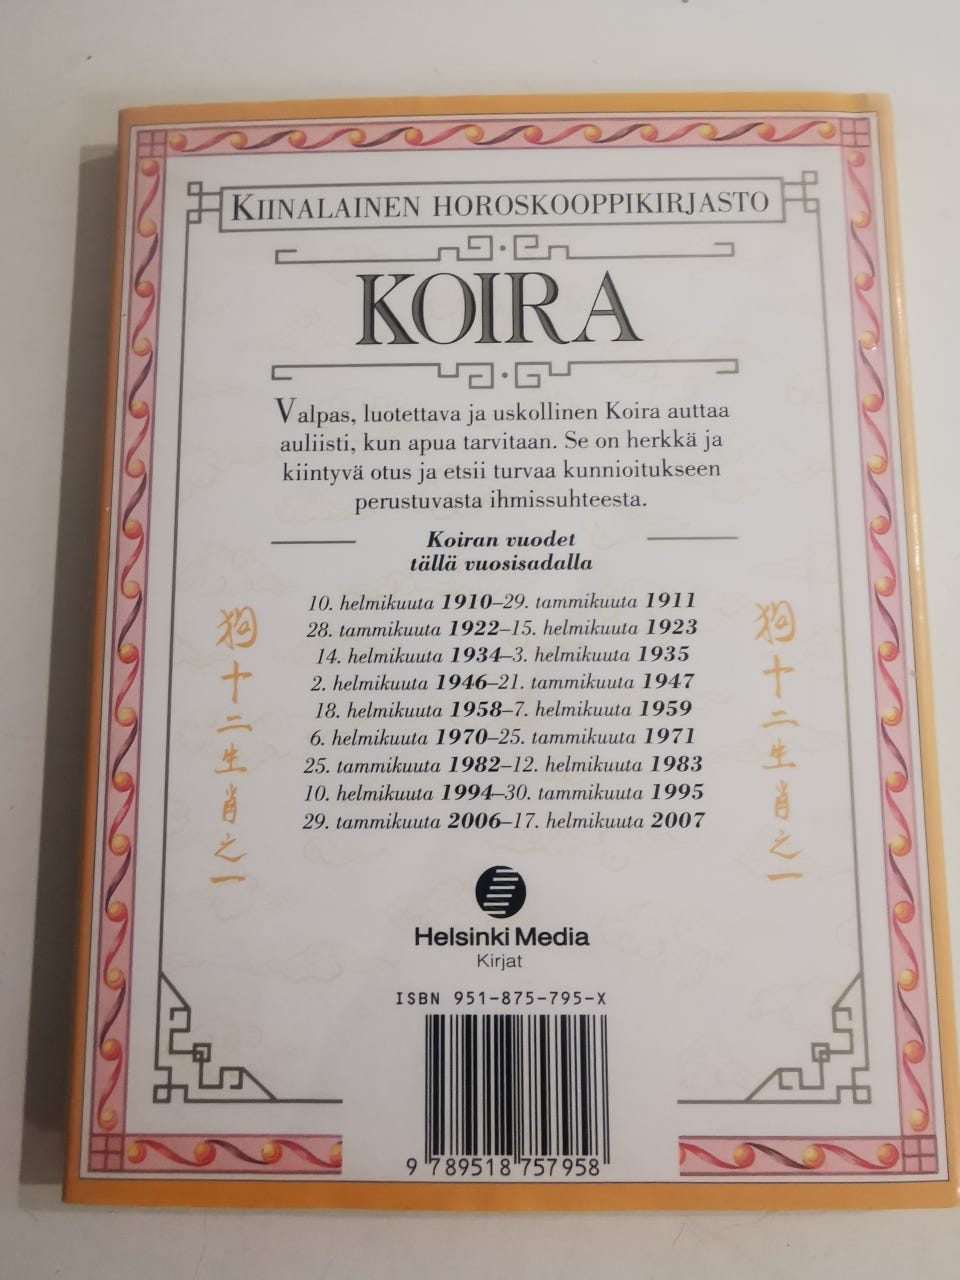 KIINALAINEN HOROSKOOPPIKIRJASTO
KOIRA
Valpas, luotettava ja uskollinen Koira auttaa
auliisti, kun apua tarvitaan. Se on herkkä ja
kiintyvä otus ja etsii turvaa kunnioitukseen
perustuvasta ihmissuhteesta.
Koiran vuodet
tällä vuosisadalla
10. helmikuuta 1910–29. tammikuuta 1911
28. tammikuuta 1922–15. helmikuuta 1923
14. helmikuuta 1934–3. helmikuuta 1935
2. helmikuuta 1946–21. tammikuuta 1947
18. helmikuuta 1958–7. helmikuuta 1959
6. helmikuuta 1970–25. tammikuuta 1971
25. tammikuuta 1982–12. helmikuuta 1983
10. helmikuuta 1994–30. tammikuuta 1995
29. tammikuuta 2006–17. helmikuuta 2007
狗十二生肖之一
狗十二生肖之一
Helsinki Media
Kirjat
ISBN 951-875-795-X
9 789518 757958